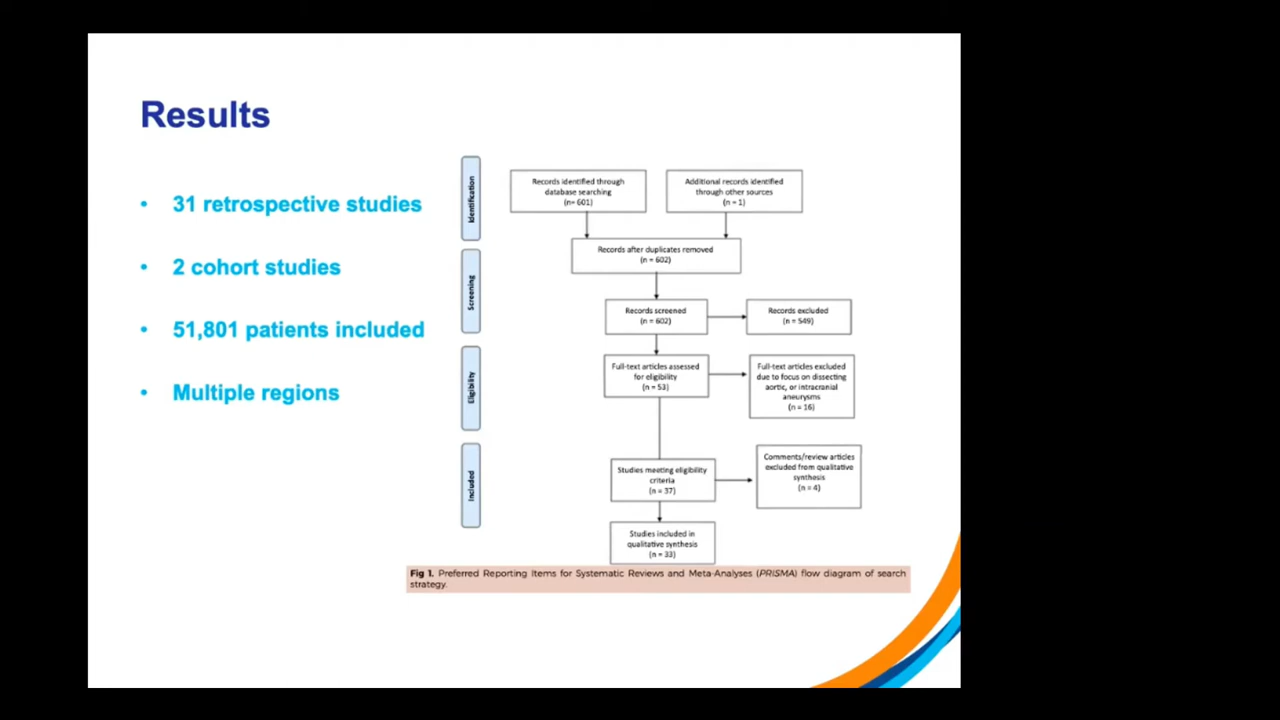 Results
• 31 retrospective studies
• 2 cohort studies
• 51,801 patients included
• Multiple regions
Identification
Screening
Eligibility
Included
Records identified through
database searching
(n= 601)
Additional records identified
through other sources
(n = 1)
Records after duplicates removed
(n = 602)
Records screened
(n = 602)
Records excluded
(n = 549)
Full-text articles assessed
for eligibility
(n = 53)
Full-text articles excluded
due to focus on dissecting
aortic, or intracranial
aneurysms
(n = 16)
Studies meeting eligibility
criteria
(n = 37)
Comments/review articles
excluded from qualitative
synthesis
(n = 4)
Studies included in
qualitative synthesis
(n = 33)
Fig 1. Preferred Reporting Items for Systematic Reviews and Meta-Analyses (PRISMA) flow diagram of search
strategy.